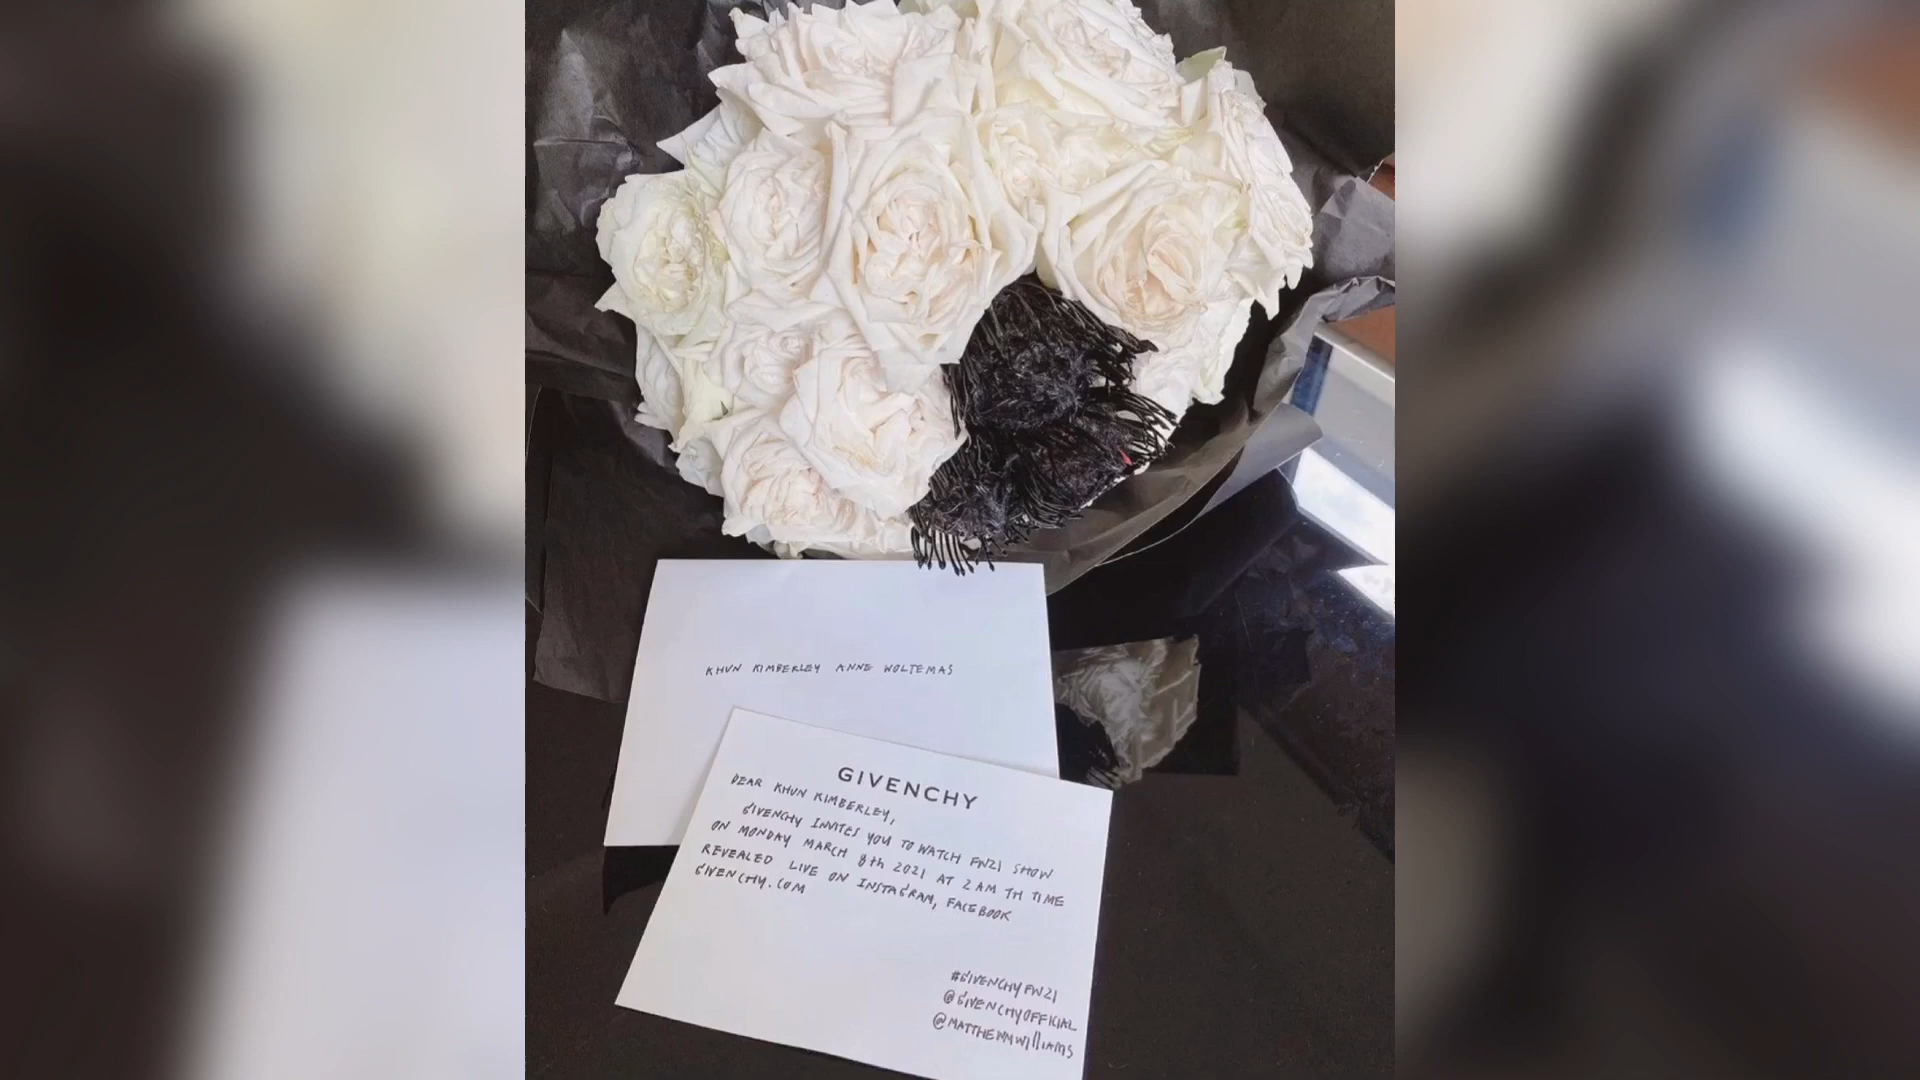 KHUN KIMBERLEY ANNE WOLTEMAS
GIVENCHY
DEAR KHUN KIMBERLEY,
GIVENCHY INVITES YOU TO WATCH FW21 SHOW
ON MONDAY MARCH 8th 2021 AT 2 AM TH TIME
REVEALED LIVE ON INSTAGRAM, FACEBOOK
GIVENCHY.COM
#GIVENCHYFW21
@GIVENCHYOFFICIAL
@MATTHEWMWILLIAMS